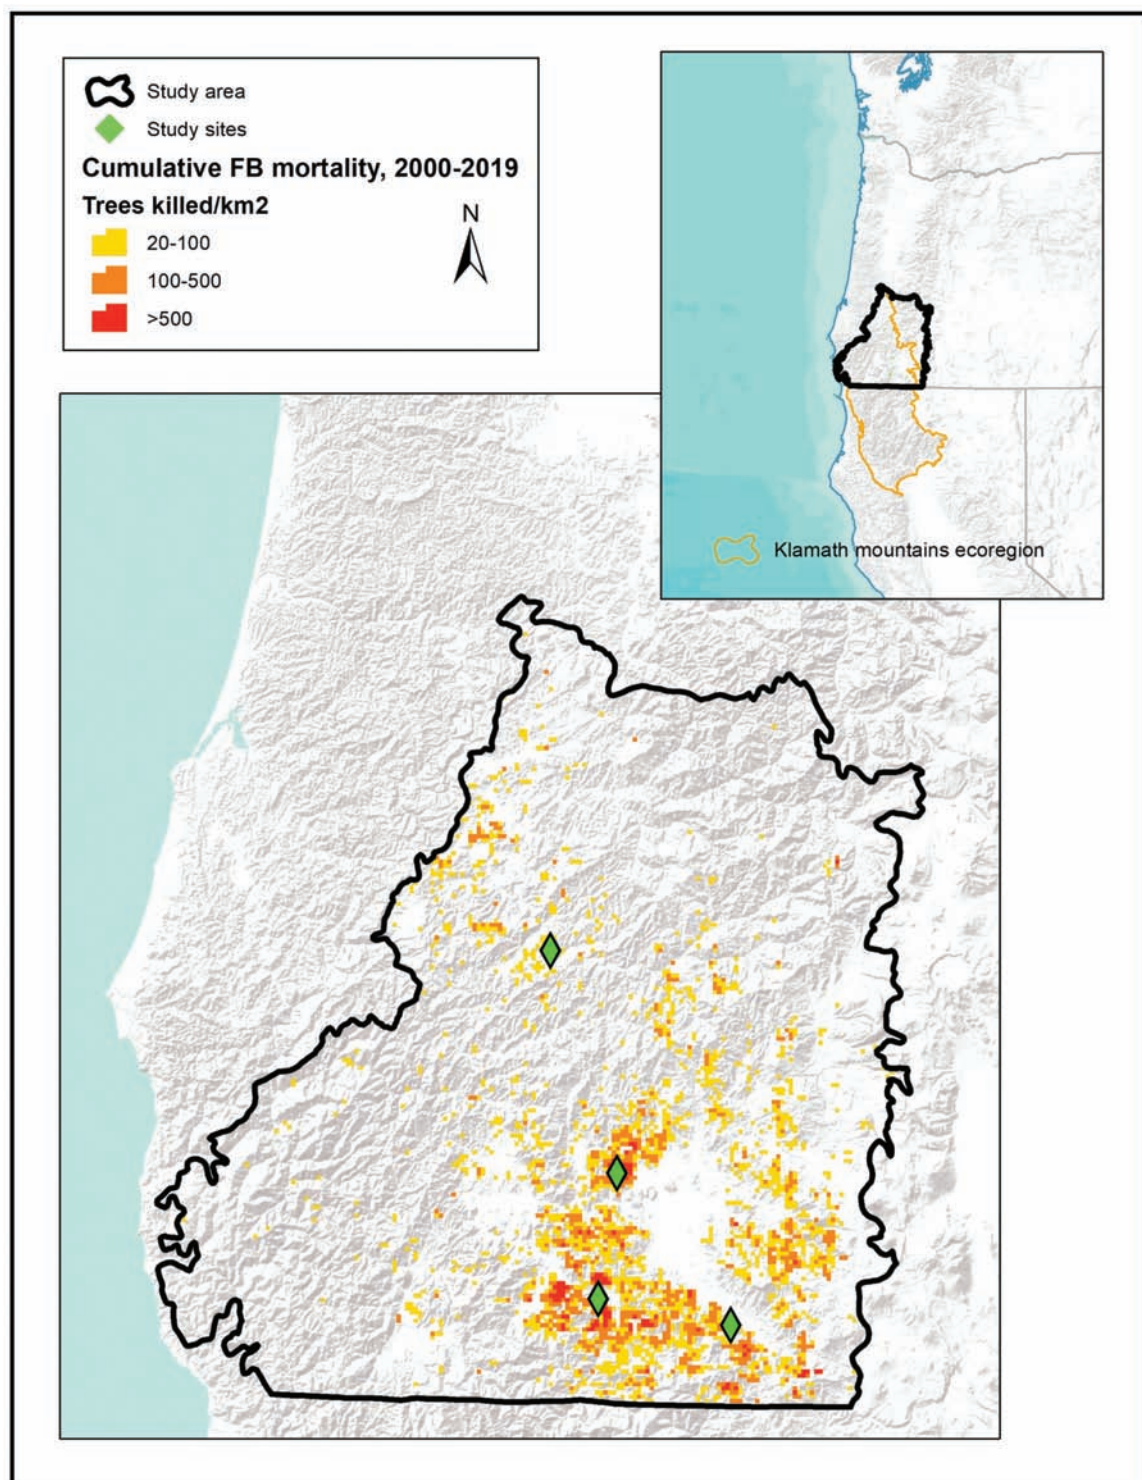 Study area
Study sites
Cumulative FB mortality, 2000-2019
Trees killed/km2
20-100
100-500
>500
N
Klamath mountains ecoregion